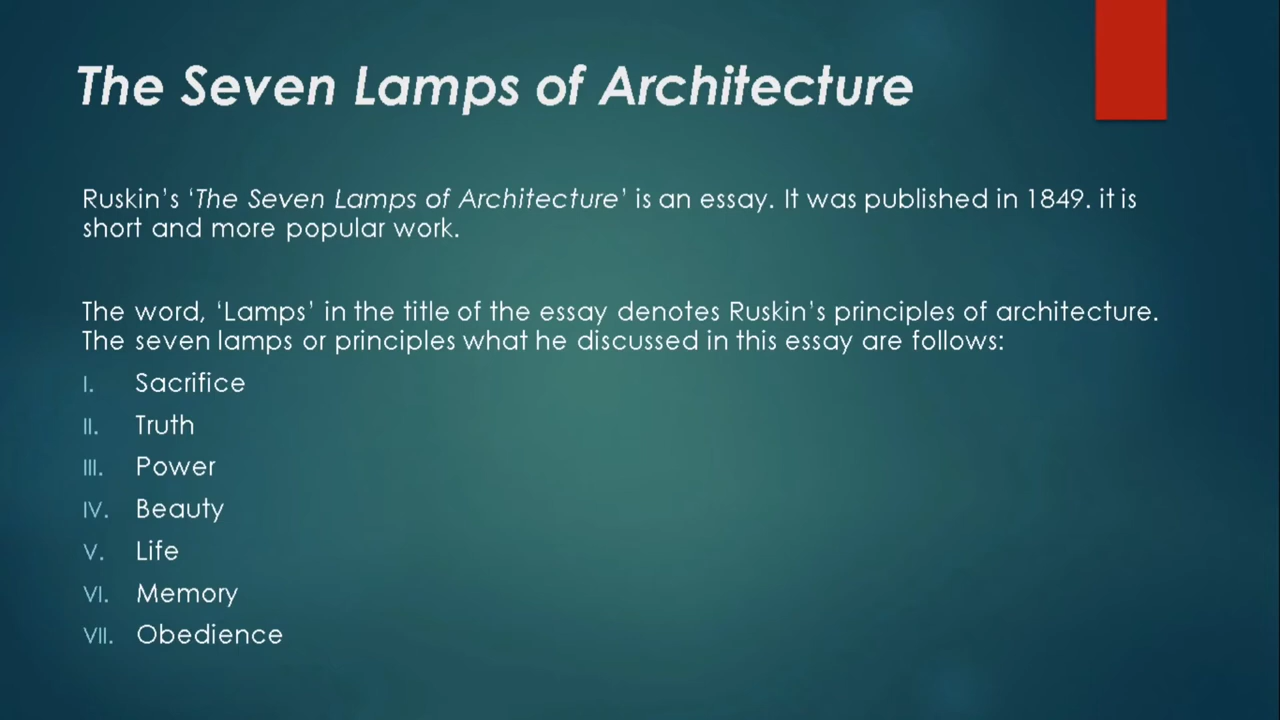 The Seven Lamps of Architecture
Ruskin’s ‘The Seven Lamps of Architecture’ is an essay. It was published in 1849. it is
short and more popular work.
The word, ‘Lamps’ in the title of the essay denotes Ruskin’s principles of architecture.
The seven lamps or principles what he discussed in this essay are follows:
I. Sacrifice
II. Truth
III. Power
IV. Beauty
V. Life
VI. Memory
VII. Obedience